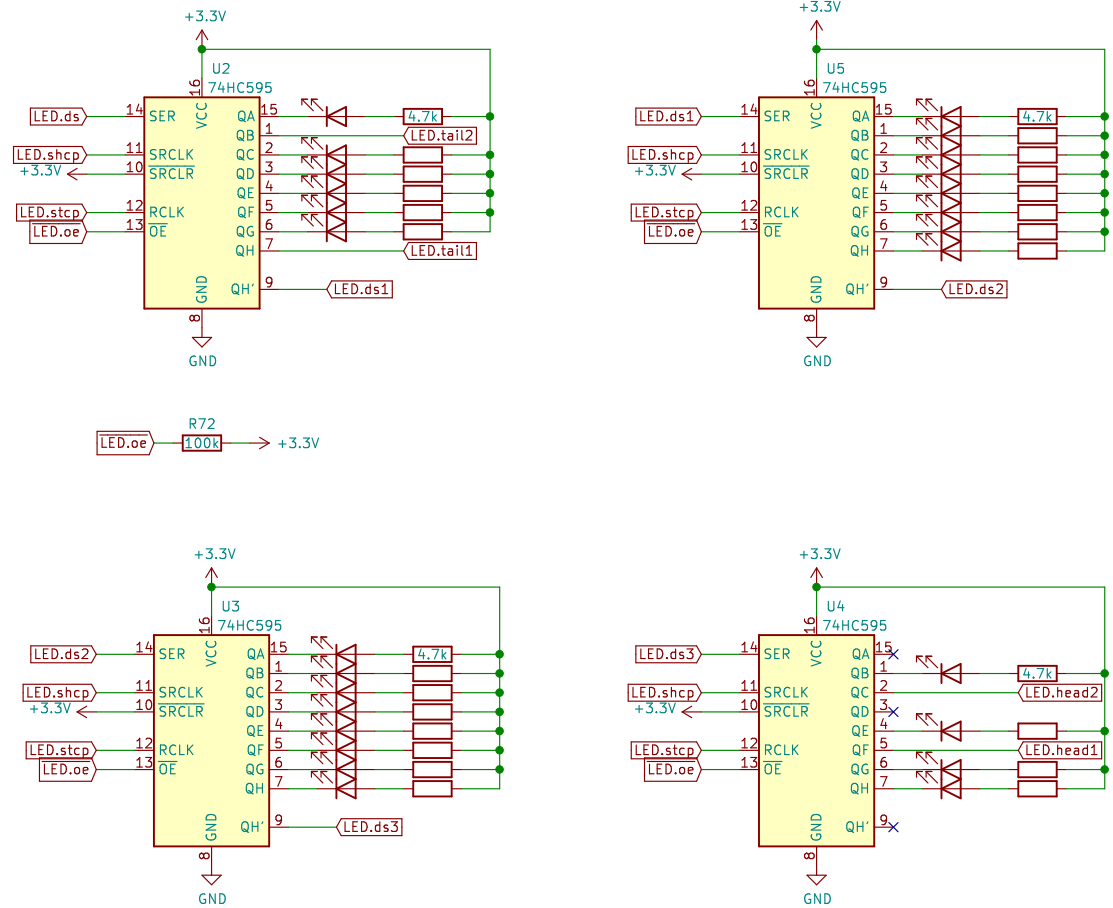 +3.3V
U2
74HC595
16
VCC
LED.ds 14 SER QA 15 4.7k
QB 1 LED.tail2
LED.shcp 11 SRCLK QC 2
+3.3V 10 SRCLR QD 3
QE 4
LED.stcp 12 RCLK QF 5
LED.oe 13 OE QG 6
QH 7 LED.tail1
GND QH' 9 LED.ds1
8
GND
+3.3V
U5
74HC595
16
VCC
LED.ds1 14 SER QA 15 4.7k
QB 1
LED.shcp 11 SRCLK QC 2
+3.3V 10 SRCLR QD 3
QE 4
LED.stcp 12 RCLK QF 5
LED.oe 13 OE QG 6
QH 7
GND QH' 9 LED.ds2
8
GND
R72
LED.oe 100k +3.3V
+3.3V
U3
74HC595
16
VCC
LED.ds2 14 SER QA 15 4.7k
QB 1
LED.shcp 11 SRCLK QC 2
+3.3V 10 SRCLR QD 3
QE 4
LED.stcp 12 RCLK QF 5
LED.oe 13 OE QG 6
QH 7
GND QH' 9 LED.ds3
8
GND
+3.3V
U4
74HC595
16
VCC
LED.ds3 14 SER QA 15
QB 1 4.7k
LED.shcp 11 SRCLK QC 2 LED.head2
+3.3V 10 SRCLR QD 3
QE 4
LED.stcp 12 RCLK QF 5 LED.head1
LED.oe 13 OE QG 6
QH 7
GND QH' 9
8
GND